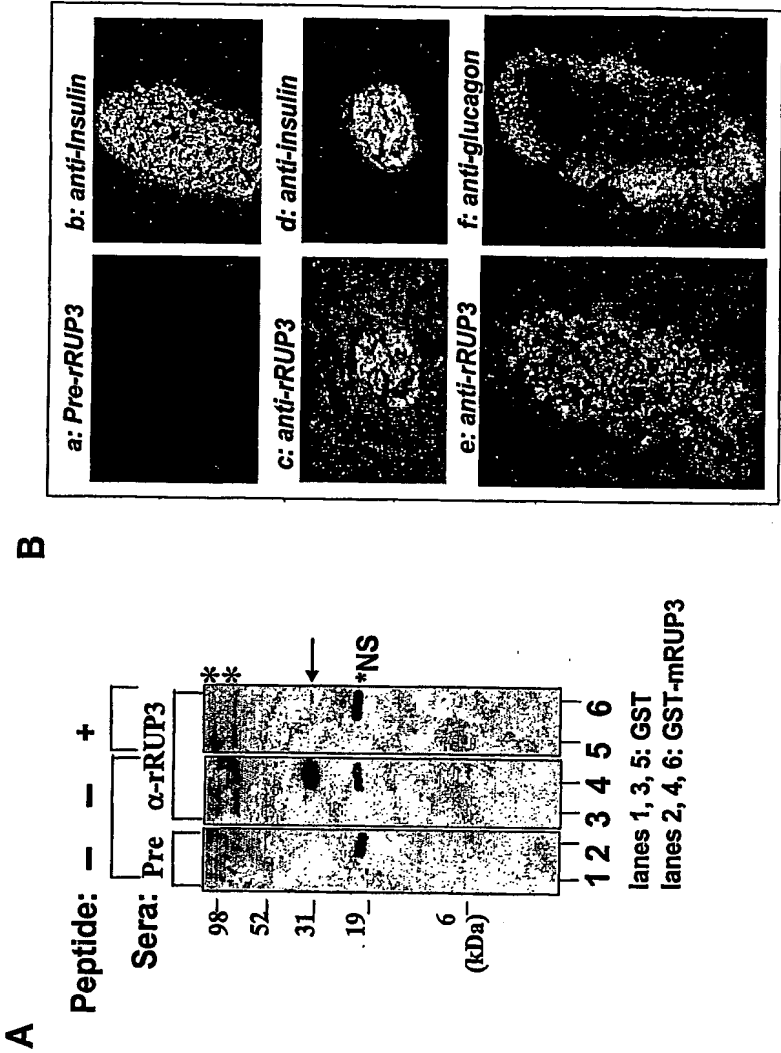 A
Peptide: – – +
Sera: Pre α-rRUP3
*
*
98
52
31
19
*NS
6
(kDa)
1 2 3 4 5 6
lanes 1, 3, 5: GST
lanes 2, 4, 6: GST-mRUP3
B
a: Pre-rRUP3
b: anti-Insulin
c: anti-rRUP3
d: anti-insulin
e: anti-rRUP3
f: anti-glucagon